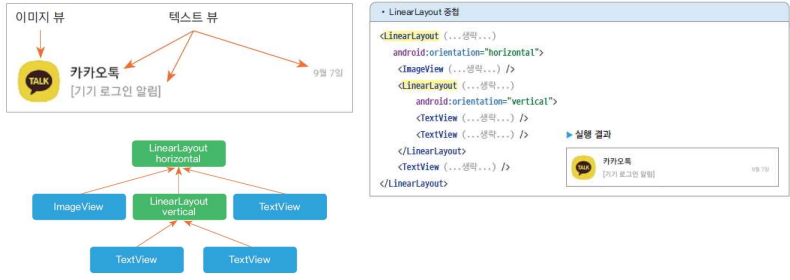 이미지 뷰
텍스트 뷰
TALK
카카오톡
[기기 로그인 알림]
9월 7일
LinearLayout
horizontal
ImageView
LinearLayout
vertical
TextView
TextView
TextView
• LinearLayout 중첩
<LinearLayout (...생략...)
android:orientation="horizontal">
<ImageView (...생략...) />
<LinearLayout (...생략...)
android:orientation="vertical">
<TextView (...생략...) />
<TextView (...생략...) />
</LinearLayout>
<TextView (...생략...) />
</LinearLayout>
▶ 실행 결과
TALK
카카오톡
[기기 로그인 알림]
9월 7일